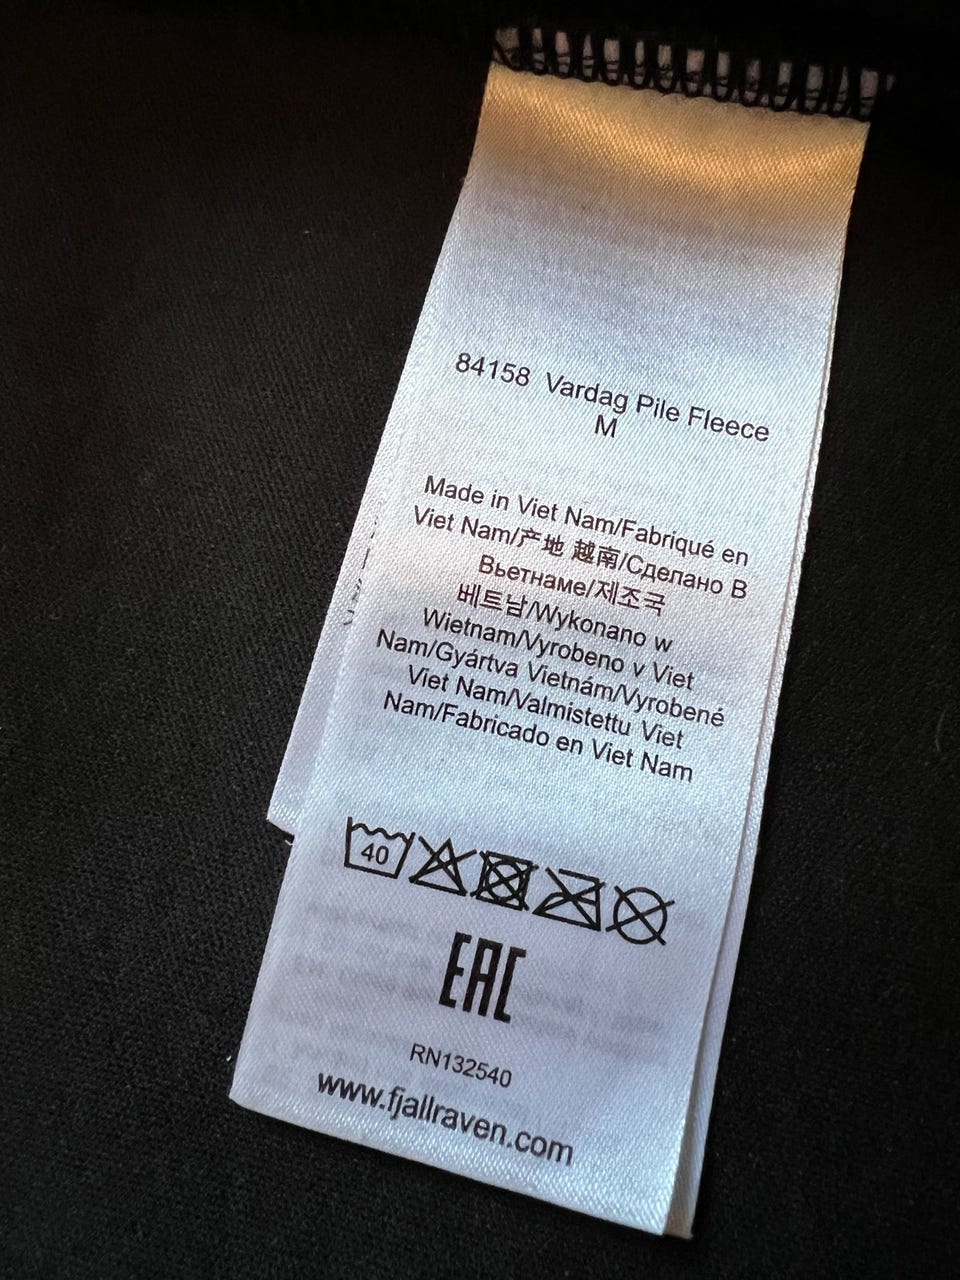 84158 Vardag Pile Fleece
M
Made in Viet Nam/Fabriqué en
Viet Nam/产地 越南/Сделано В
Вьетнаме/제조국
베트남/Wykonano w
Wietnam/Vyrobeno v Viet
Nam/Gyártva Vietnám/Vyrobené
Viet Nam/Valmistettu Viet
Nam/Fabricado en Viet Nam
40
EAC
RN132540
www.fjallraven.com